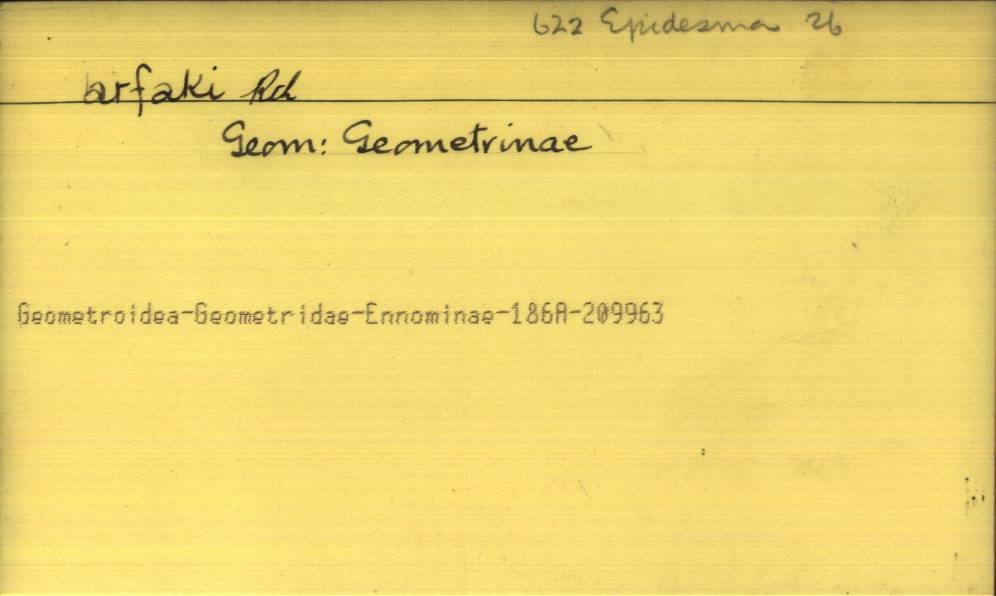 622 Epidesma 26
arfaki Rd
Geom: Geometrinae
Geometroidea-Geometridae-Ennominae-186A-209963